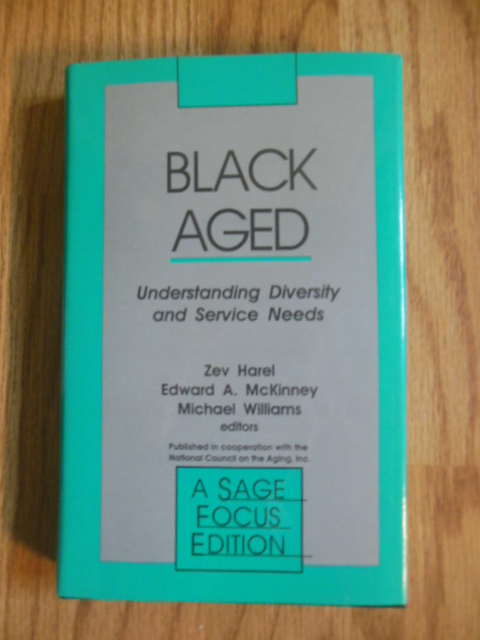 BLACK
AGED
Understanding Diversity
and Service Needs
Zev Harel
Edward A. McKinney
Michael Williams
editors
Published in cooperation with the
National Council on the Aging, Inc.
A SAGE
FOCUS
EDITION